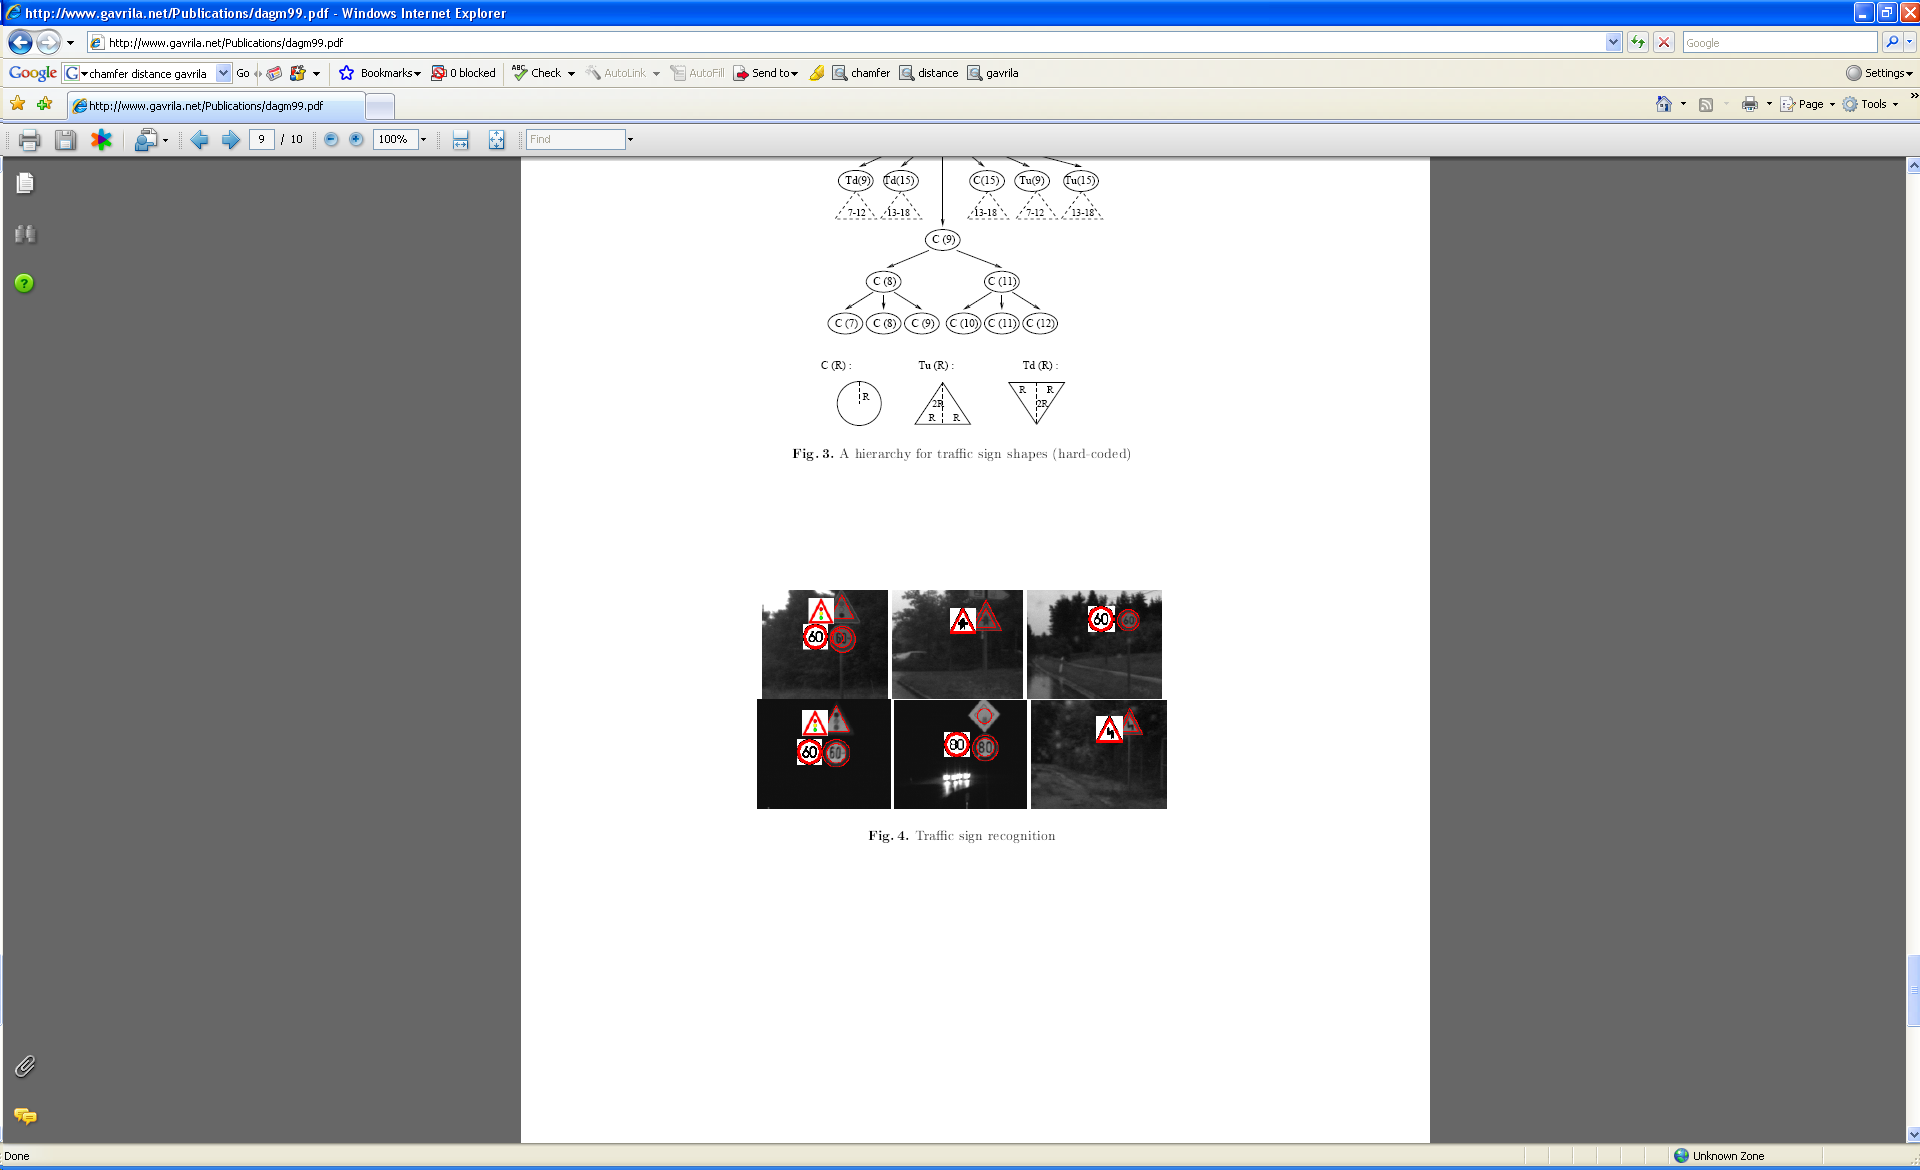 http://www.gavrila.net/Publications/dagm99.pdf - Windows Internet Explorer
http://www.gavrila.net/Publications/dagm99.pdf
Google
Google chamfer distance gavrila Go Bookmarks 0 blocked ABC Check AutoLink AutoFill Send to chamfer distance gavrila Settings
http://www.gavrila.net/Publications/dagm99.pdf Page Tools
9 / 10 100% Find
Td(9) Td(15) C(15) Tu(9) Tu(15)
7-12 13-18 13-18 7-12 13-18
C (9)
C (8) C (11)
C (7) C (8) C (9) C (10) C (11) C (12)
C (R) : Tu (R) : Td (R) :
R 2R R R R R 2R
Fig. 3. A hierarchy for traffic sign shapes (hard-coded)
60 60 60 60
60 60 80 80
Fig. 4. Traffic sign recognition
Done Unknown Zone